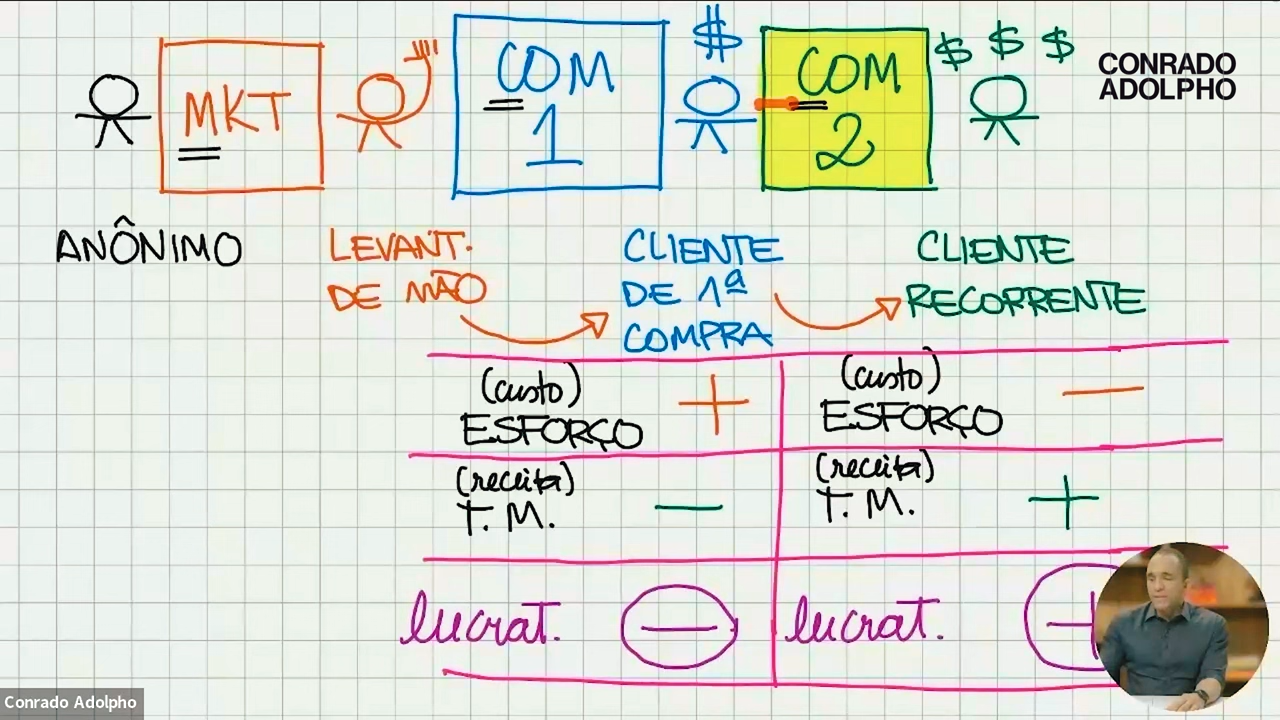 MKT
COM
1
$
COM
2
$ $ $
CONRADO
ADOLPHO
ANÔNIMO
LEVANT.
DE MÃO
CLIENTE
DE 1ª
COMPRA
CLIENTE
RECORRENTE
(custo)
ESFORÇO +
(custo)
ESFORÇO —
(receita)
T. M. —
(receita)
T. M. +
lucrat. —
lucrat. +
Conrado Adolpho